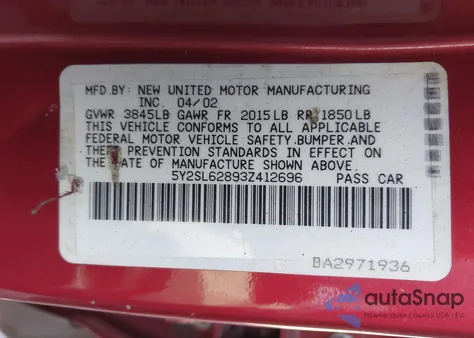 MFD.BY: NEW UNITED MOTOR MANUFACTURING
INC. 04/02
GVWR 3845LB GAWR FR 2015LB RR 1850LB
THIS VEHICLE CONFORMS TO ALL APPLICABLE
FEDERAL MOTOR VEHICLE SAFETY.BUMPER.AND
THEFT PREVENTION STANDARDS IN EFFECT ON
THE DATE OF MANUFACTURE SHOWN ABOVE.
5Y2SL62893Z412696 PASS CAR
BA2971936
autoSnap